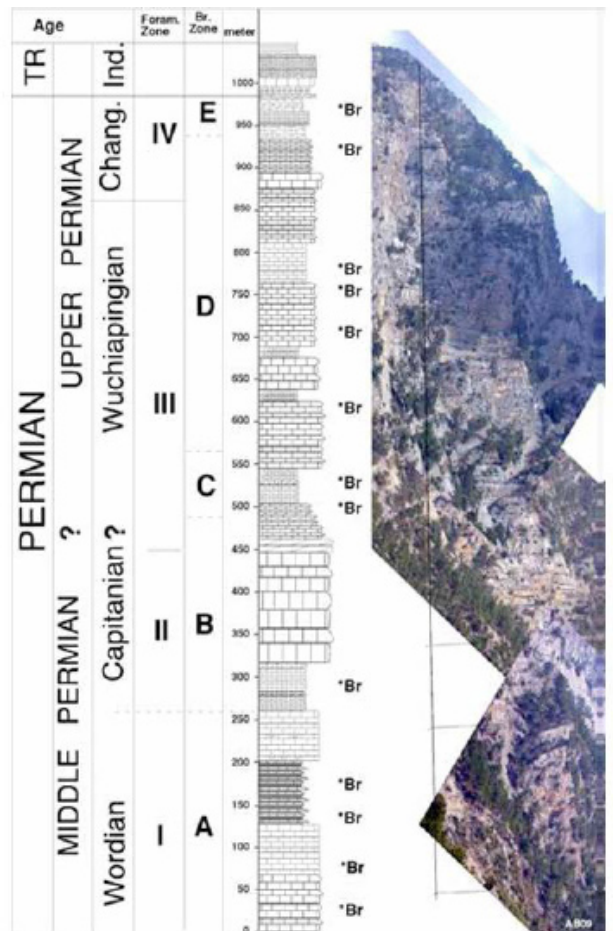 Age
Foram. Zone
Br. Zone
meter
TR
Ind.
PERMIAN
UPPER PERMIAN
?
MIDDLE PERMIAN
Chang.
Wuchiapingian
Capitanian ?
Wordian
IV
III
II
I
E
D
C
B
A
1000
950
900
850
800
750
700
650
600
550
500
450
400
350
300
250
200
150
100
50
0
*Br
*Br
*Br
*Br
*Br
*Br
*Br
*Br
*Br
*Br
*Br
*Br
*Br
AB09